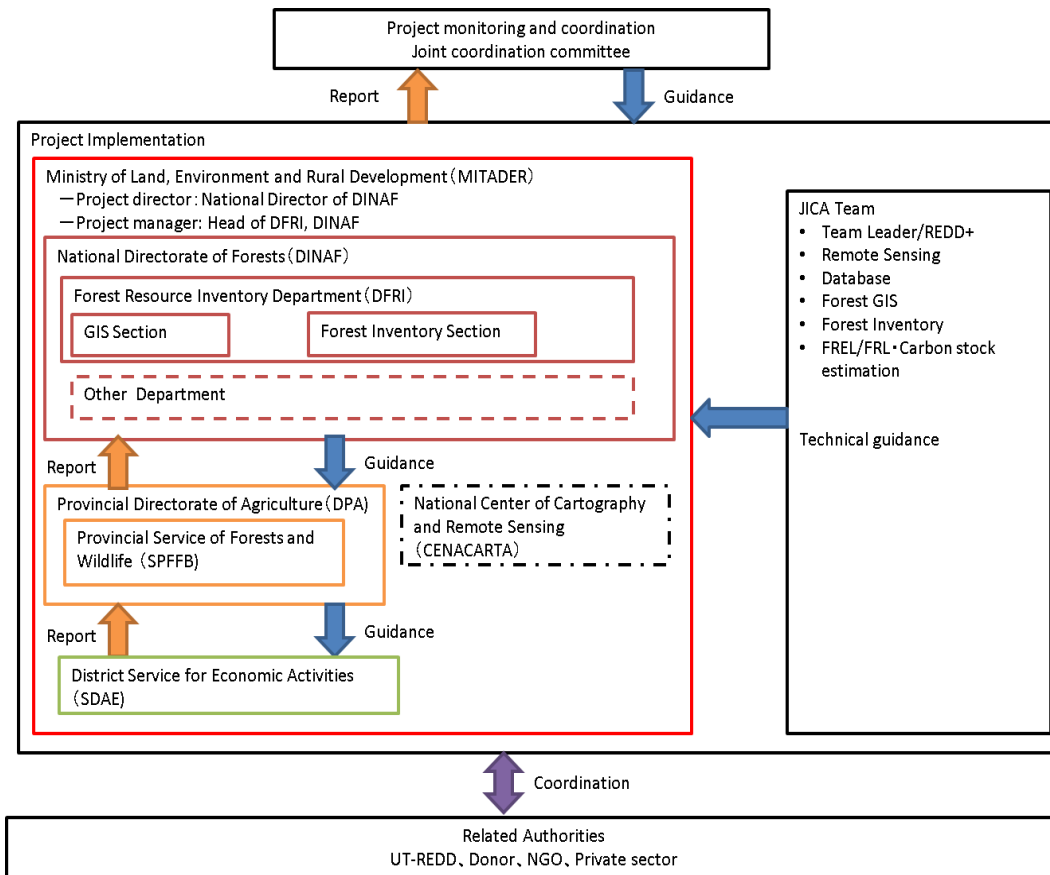 Project monitoring and coordination
Joint coordination committee
Report
Guidance
Project Implementation
Ministry of Land, Environment and Rural Development(MITADER)
－Project director: National Director of DINAF
－Project manager: Head of DFRI, DINAF
National Directorate of Forests(DINAF)
Forest Resource Inventory Department(DFRI)
GIS Section
Forest Inventory Section
Other Department
Report
Guidance
Provincial Directorate of Agriculture(DPA)
Provincial Service of Forests and
Wildlife (SPFFB)
National Center of Cartography
and Remote Sensing
(CENACARTA)
Report
Guidance
District Service for Economic Activities
(SDAE)
JICA Team
• Team Leader/REDD+
• Remote Sensing
• Database
• Forest GIS
• Forest Inventory
• FREL/FRL・Carbon stock
estimation
Technical guidance
Coordination
Related Authorities
UT-REDD、Donor、NGO、Private sector